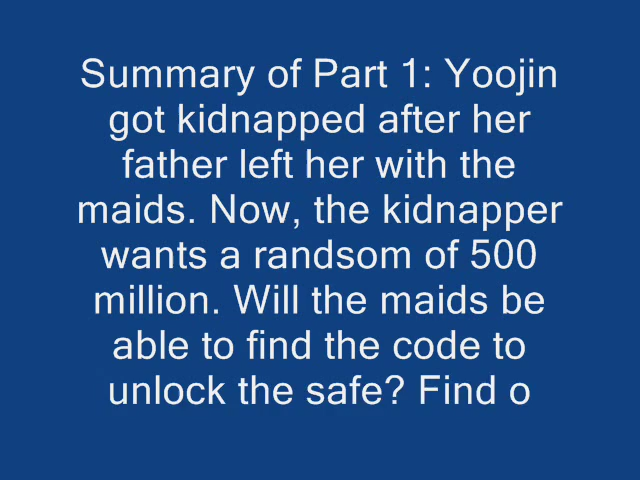 Summary of Part 1: Yoojin
got kidnapped after her
father left her with the
maids. Now, the kidnapper
wants a randsom of 500
million. Will the maids be
able to find the code to
unlock the safe? Find o